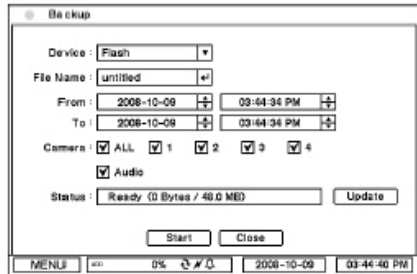 Backup
Device : Flash
File Name : untitled
From : 2008-10-09 03:44:34 PM
To : 2008-10-09 03:44:34 PM
Camera : ALL 1 2 3 4
Audio
Status : Ready (0 Bytes / 48.0 MB) Update
Start Close
MENU 0% 2008-10-09 03:44:40 PM